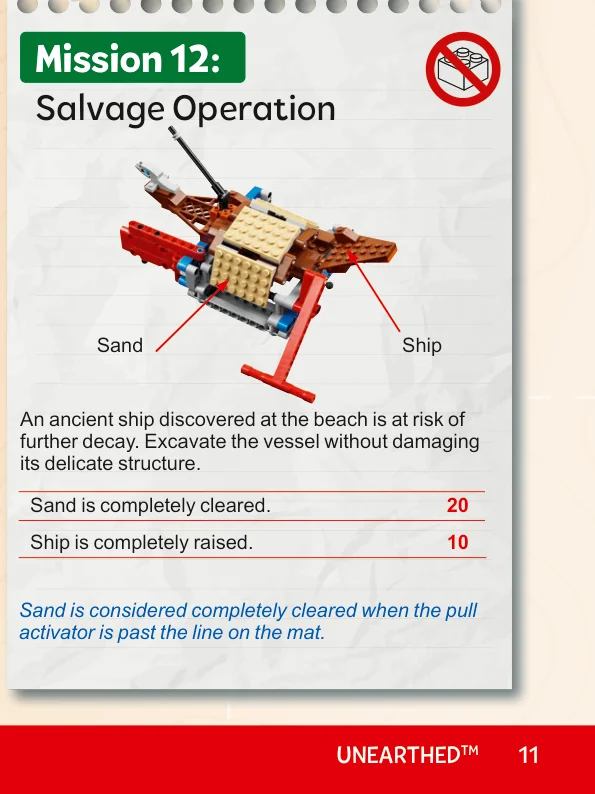 Mission 12:
Salvage Operation
Sand
Ship
An ancient ship discovered at the beach is at risk of
further decay. Excavate the vessel without damaging
its delicate structure.
Sand is completely cleared. 20
Ship is completely raised. 10
Sand is considered completely cleared when the pull
activator is past the line on the mat.
UNEARTHED™ 11